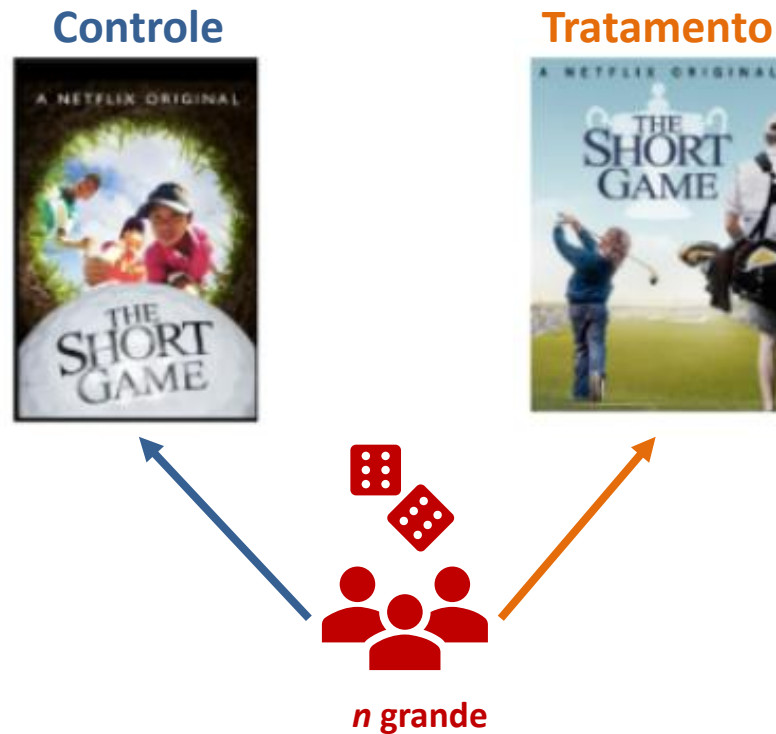 Controle
Tratamento
A NETFLIX ORIGINAL
THE
SHORT
GAME
A NETFLIX ORIGINAL
THE
SHORT
GAME
n grande